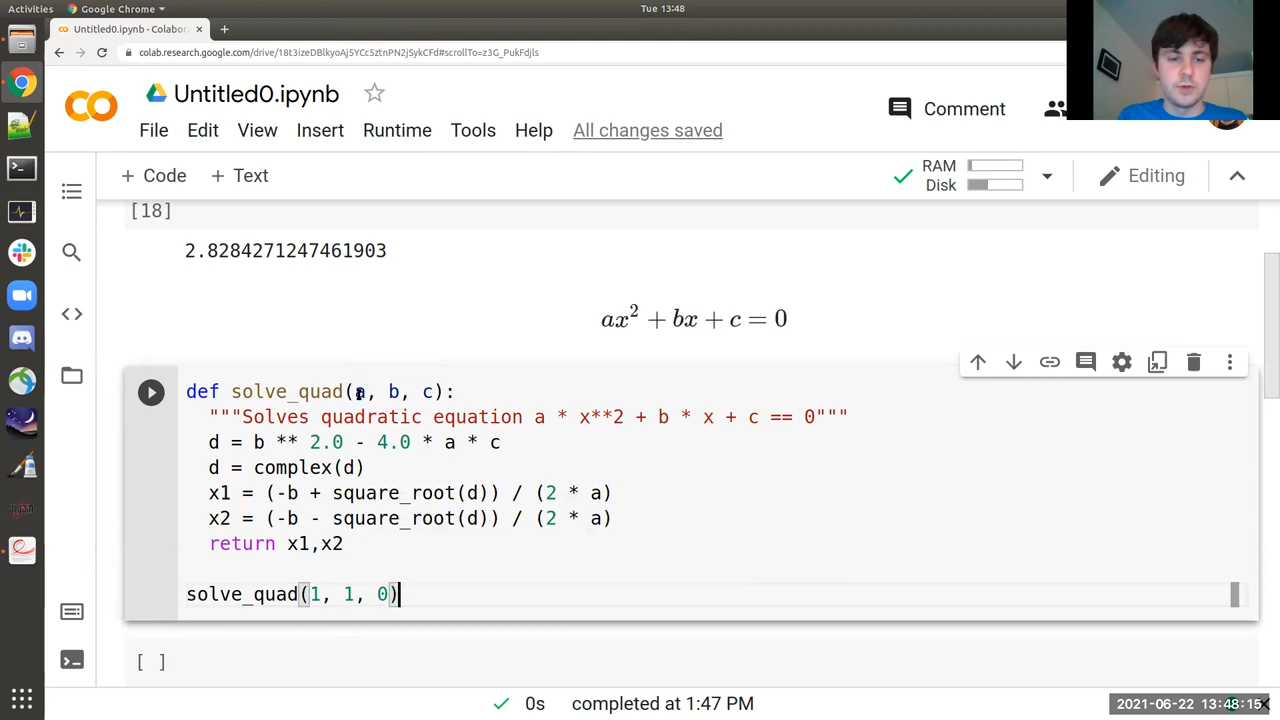 Activities Google Chrome Tue 13:48
Untitled0.ipynb - Colabor
colab.research.google.com/drive/18t3izeDBlkyoAj5YCc5ztnPN2jSykCFd#scrollTo=z3G_PukFdjls
Untitled0.ipynb
Comment
File Edit View Insert Runtime Tools Help All changes saved
+ Code + Text
RAM
Disk
Editing
[18]
2.8284271247461903
ax² + bx + c = 0
def solve_quad(a, b, c):
"""Solves quadratic equation a * x**2 + b * x + c == 0"""
d = b ** 2.0 - 4.0 * a * c
d = complex(d)
x1 = (-b + square_root(d)) / (2 * a)
x2 = (-b - square_root(d)) / (2 * a)
return x1,x2
solve_quad(1, 1, 0)
[ ]
0s completed at 1:47 PM
2021-06-22 13:48:15